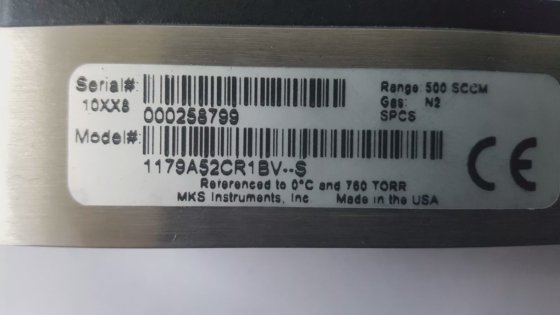 Serial#:
10XX8
000258799
Range: 500 SCCM
Gas: N2
SPCS
Model#:
1179A52CR1BV--S
Referenced to 0°C and 760 TORR
MKS Instruments, Inc Made in the USA
CE